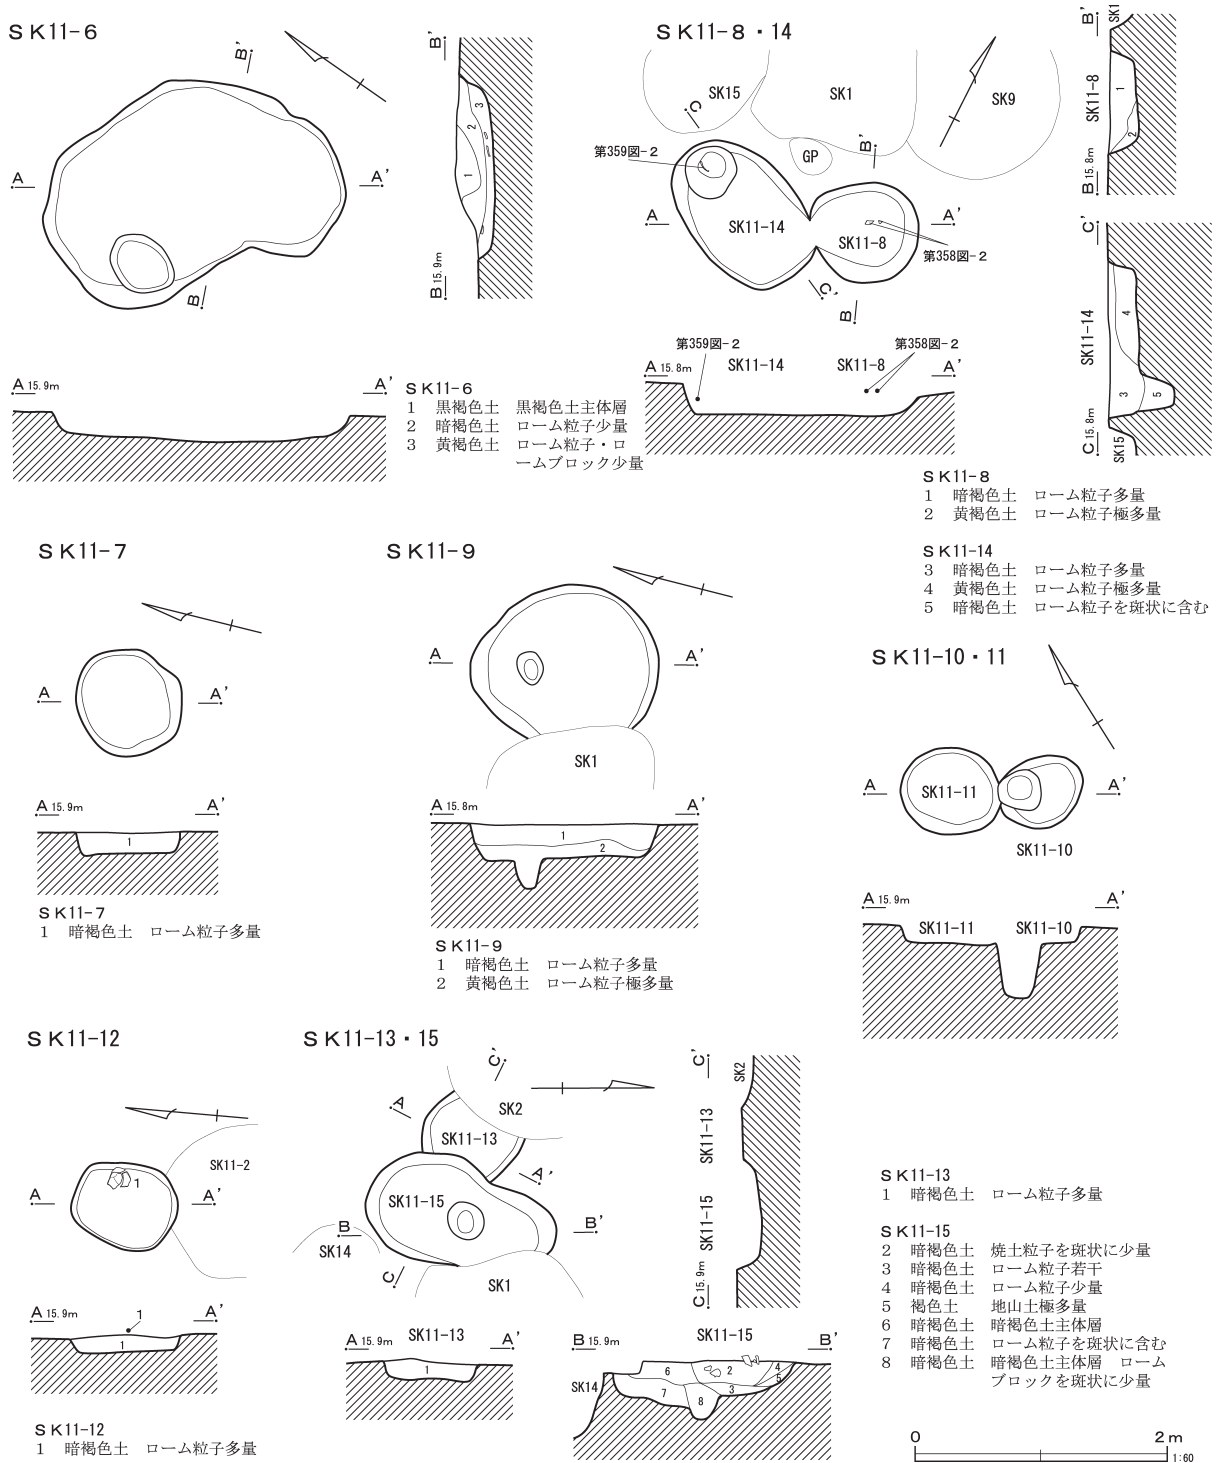 SK11-6
B'
A
A'
B
B'
B 15.9m
1
2
3
A 15.9m
A'
SK11-6
1 黒褐色土 黒褐色土主体層
2 暗褐色土 ローム粒子少量
3 黄褐色土 ローム粒子・ロ
ームブロック少量
SK11-8・14
SK15
SK1
SK9
C
GP
B'
第359図-2
A
SK11-14
SK11-8
A'
第358図-2
C'
B
第359図-2
第358図-2
A 15.8m
SK11-14
SK11-8
A'
B'
SK1
SK11-8
1
2
B 15.8m
C'
SK11-14
4
3
5
C 15.8m
SK15
SK11-8
1 暗褐色土 ローム粒子多量
2 黄褐色土 ローム粒子極多量
SK11-14
3 暗褐色土 ローム粒子多量
4 黄褐色土 ローム粒子極多量
5 暗褐色土 ローム粒子を斑状に含む
SK11-7
A
A'
A 15.9m
A'
1
SK11-7
1 暗褐色土 ローム粒子多量
SK11-9
A
A'
SK1
A 15.8m
A'
1
2
SK11-9
1 暗褐色土 ローム粒子多量
2 黄褐色土 ローム粒子極多量
SK11-10・11
A
SK11-11
A'
SK11-10
A 15.9m
A'
SK11-11
SK11-10
SK11-12
SK11-2
1
A
A'
A 15.9m
1
A'
1
SK11-12
1 暗褐色土 ローム粒子多量
SK11-13・15
C'
A
SK2
SK11-13
A'
SK11-15
B
B'
SK14
C
SK1
C'
SK2
SK11-13
SK11-15
C 15.9m
A 15.9m
SK11-13
A'
1
B 15.9m
SK11-15
B'
SK14
6
2
4
5
7
3
8
SK11-13
1 暗褐色土 ローム粒子多量
SK11-15
2 暗褐色土 焼土粒子を斑状に少量
3 暗褐色土 ローム粒子若干
4 暗褐色土 ローム粒子少量
5 褐色土 地山土極多量
6 暗褐色土 暗褐色土主体層
7 暗褐色土 ローム粒子を斑状に含む
8 暗褐色土 暗褐色土主体層 ローム
ブロックを斑状に少量
0 2m
1:60